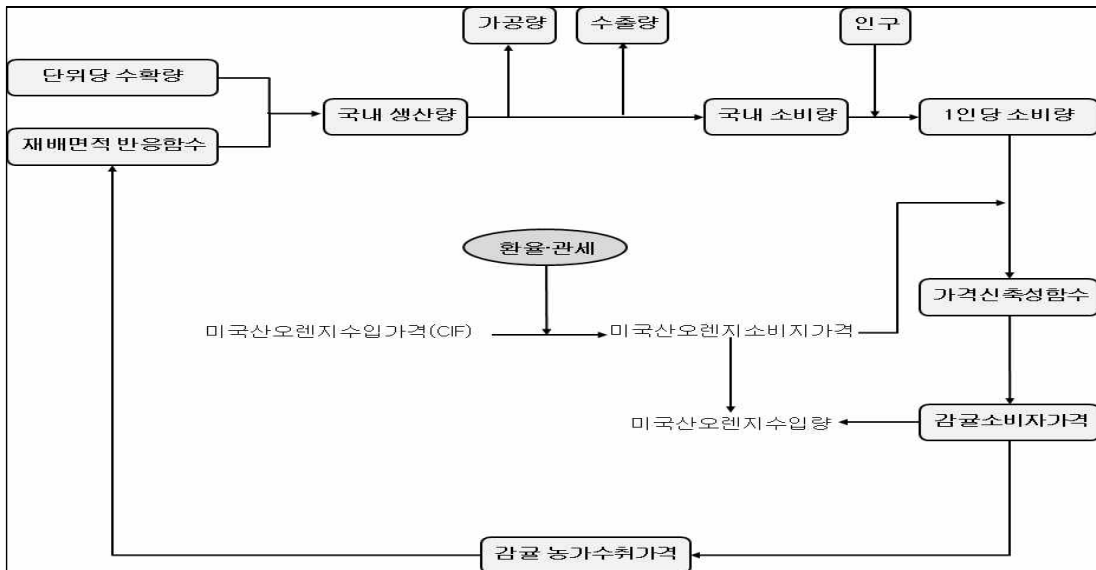 가공량
수출량
인구
단위당 수확량
국내 생산량
국내 소비량
1인당 소비량
재배면적 반응함수
환율·관세
가격신축성함수
미국산오렌지수입가격(CIF)
미국산오렌지소비지가격
감귤소비자가격
미국산오렌지수입량
감귤 농가수취가격